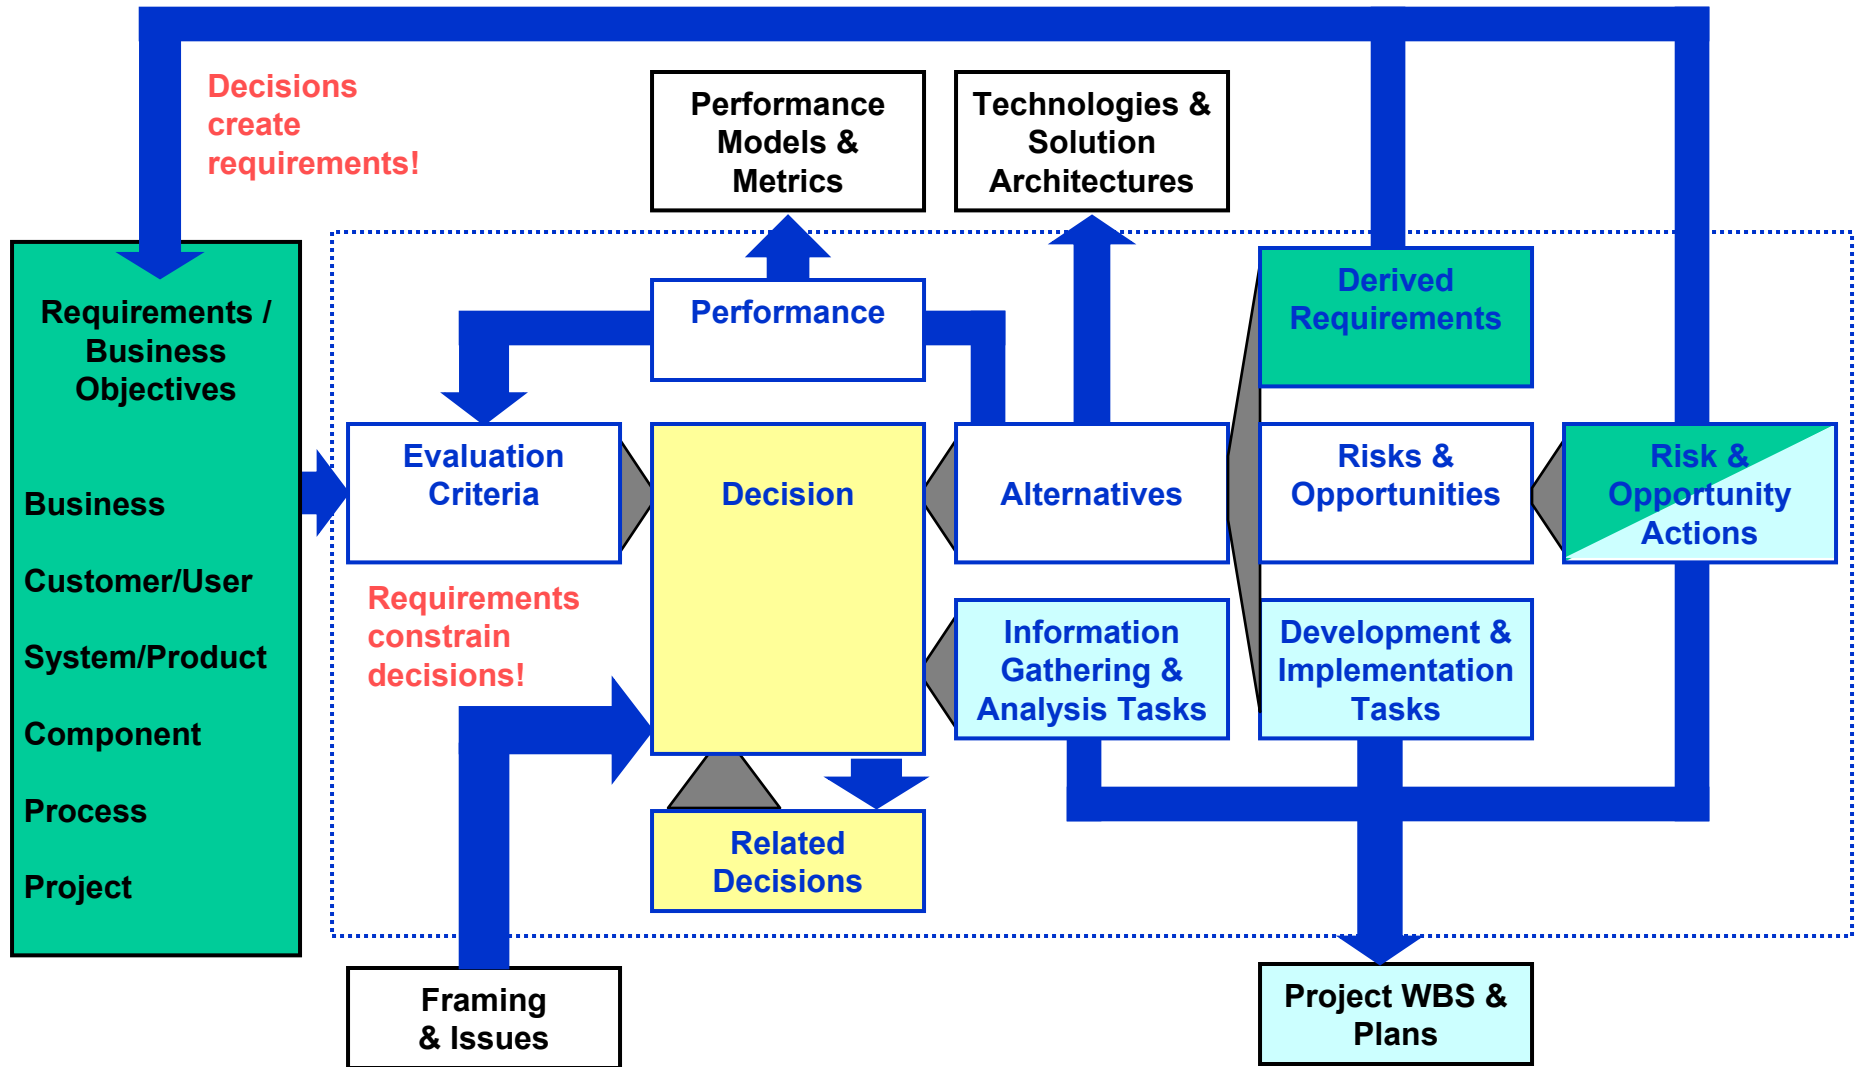 Decisions
create
requirements!
Performance
Models &
Metrics
Technologies &
Solution
Architectures
Requirements /
Business
Objectives
Business
Customer/User
System/Product
Component
Process
Project
Performance
Derived
Requirements
Evaluation
Criteria
Decision
Alternatives
Risks &
Opportunities
Risk &
Opportunity
Actions
Requirements
constrain
decisions!
Information
Gathering &
Analysis Tasks
Development &
Implementation
Tasks
Related
Decisions
Framing
& Issues
Project WBS &
Plans